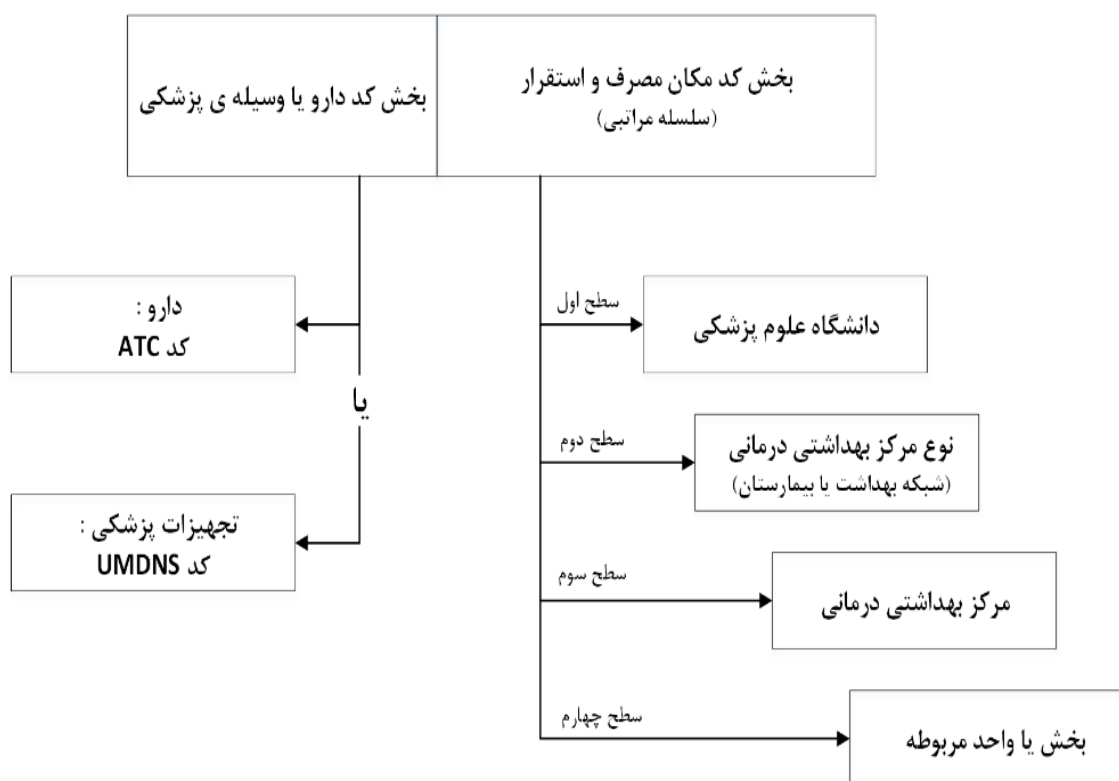 بخش کد مکان مصرف و استقرار
(سلسله مراتبی)
بخش کد دارو یا وسیله ی پزشکی
سطح اول
دانشگاه علوم پزشکی
سطح دوم
نوع مرکز بهداشتی درمانی
(شبکه بهداشت یا بیمارستان)
سطح سوم
مرکز بهداشتی درمانی
سطح چهارم
بخش یا واحد مربوطه
دارو :
کد ATC
یا
تجهیزات پزشکی :
کد UMDNS